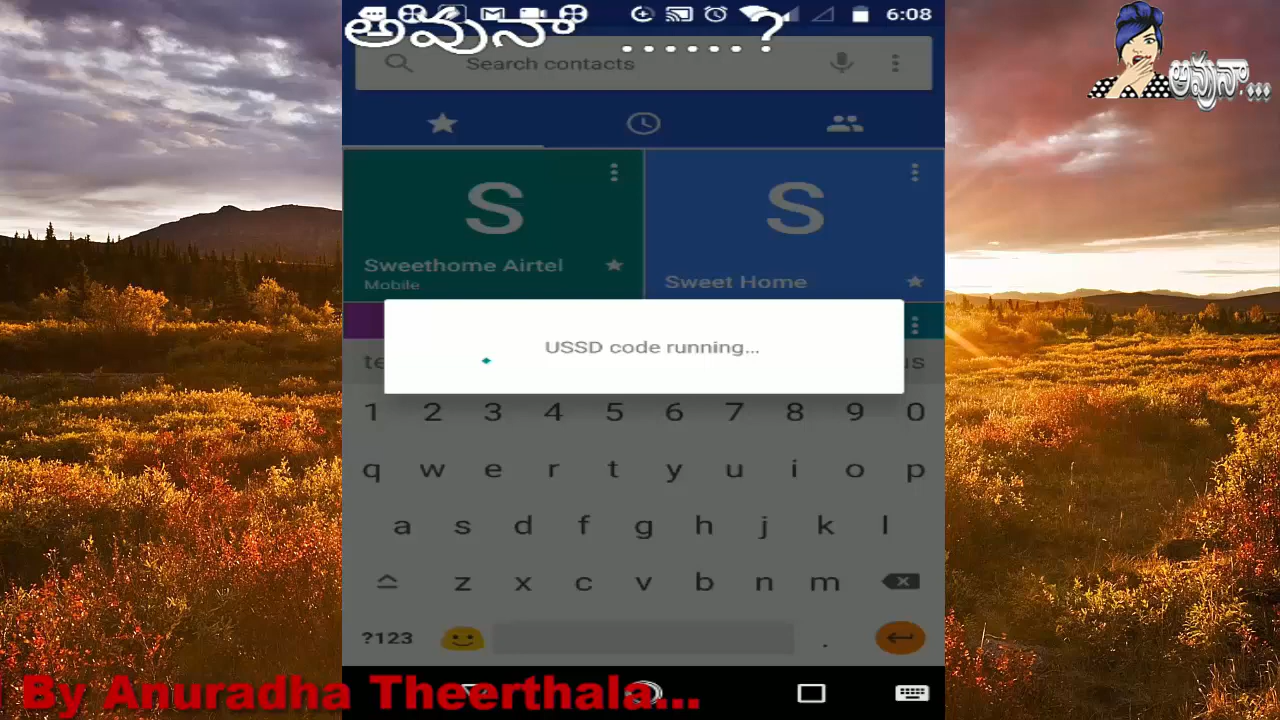 6:08
అవునా ......?
Search contacts
అవునా...
S
S
Sweethome Airtel
Mobile
Sweet Home
USSD code running...
1 2 3 4 5 6 7 8 9 0
q w e r t y u i o p
a s d f g h j k l
z x c v b n m
?123 .
By Anuradha Theerthala...